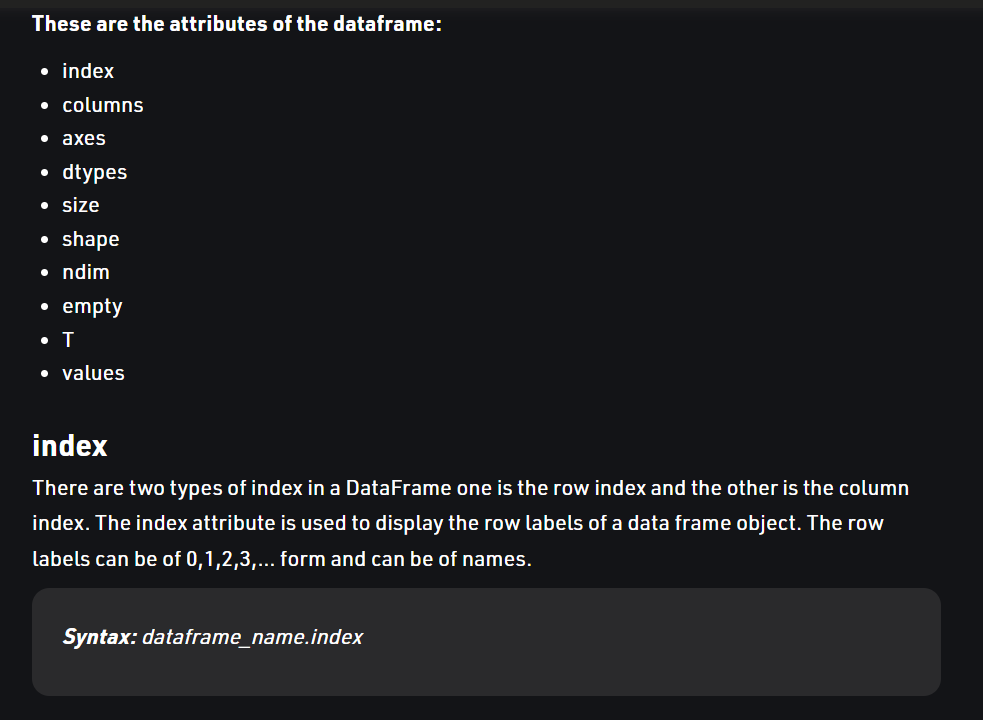 These are the attributes of the dataframe:
• index
• columns
• axes
• dtypes
• size
• shape
• ndim
• empty
• T
• values
index
There are two types of index in a DataFrame one is the row index and the other is the column
index. The index attribute is used to display the row labels of a data frame object. The row
labels can be of 0,1,2,3,... form and can be of names.
Syntax: dataframe_name.index